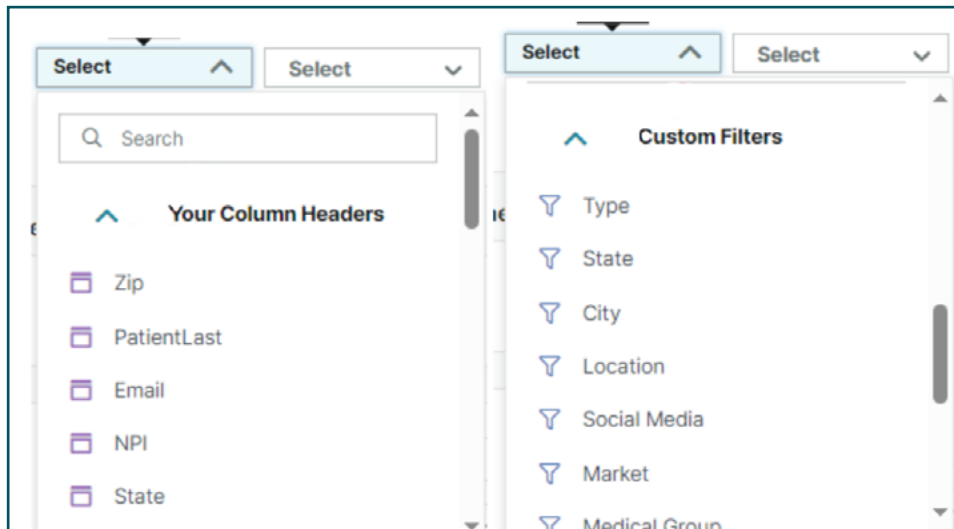 Select
Select
Search
Your Column Headers
Zip
PatientLast
Email
NPI
State
Select
Select
Custom Filters
Type
State
City
Location
Social Media
Market
Medical Group